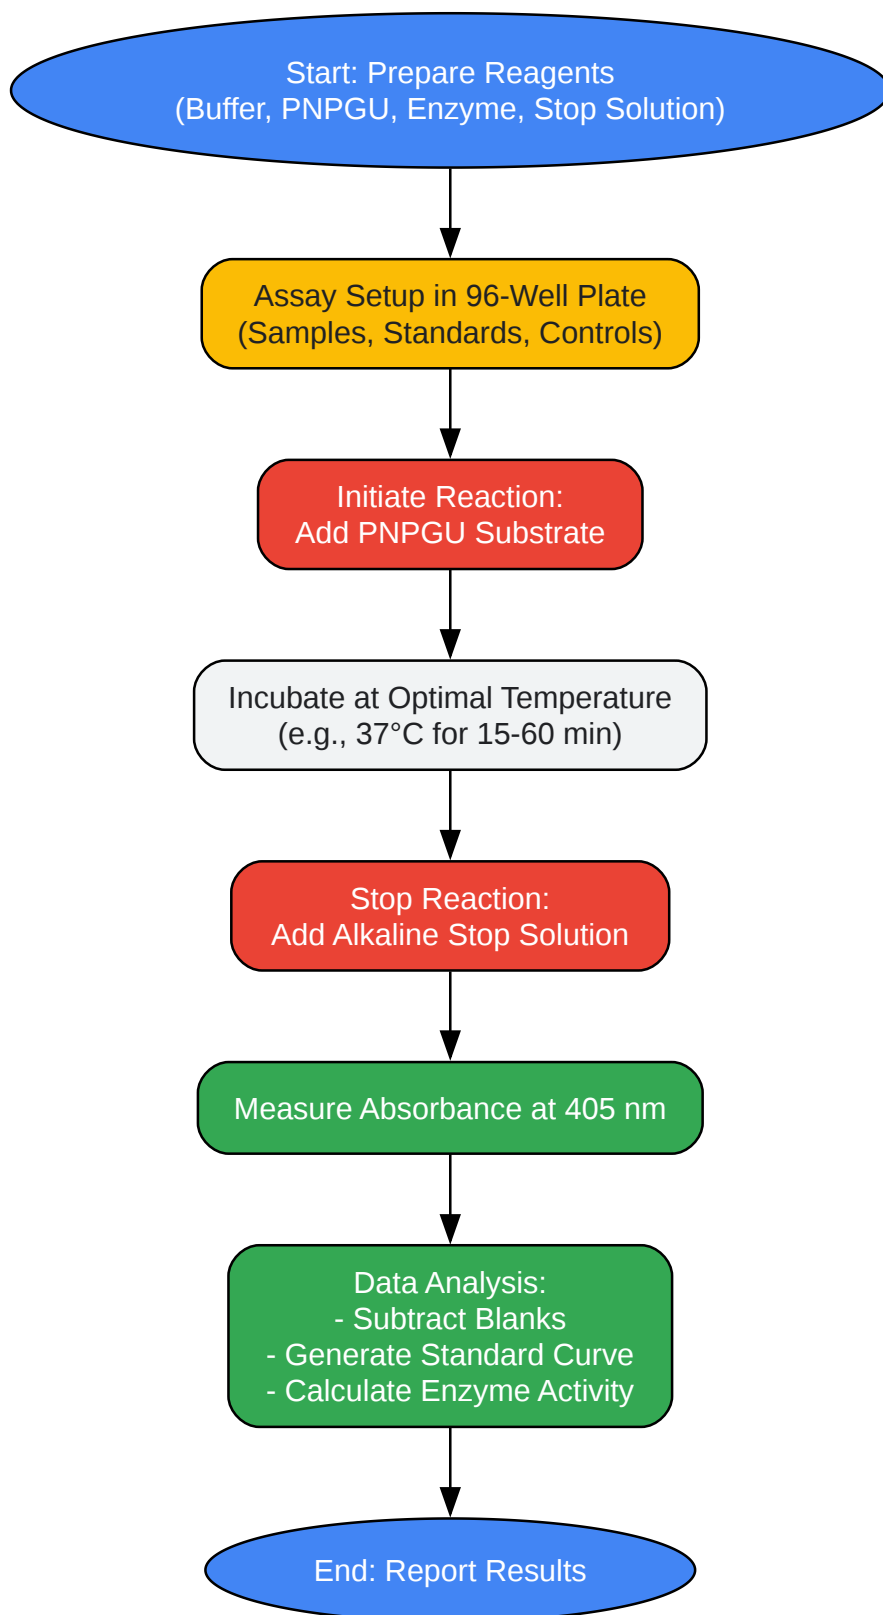 Start: Prepare Reagents
(Buffer, PNPGU, Enzyme, Stop Solution)
Assay Setup in 96-Well Plate
(Samples, Standards, Controls)
Initiate Reaction:
Add PNPGU Substrate
Incubate at Optimal Temperature
(e.g., 37°C for 15-60 min)
Stop Reaction:
Add Alkaline Stop Solution
Measure Absorbance at 405 nm
Data Analysis:
- Subtract Blanks
- Generate Standard Curve
- Calculate Enzyme Activity
End: Report Results